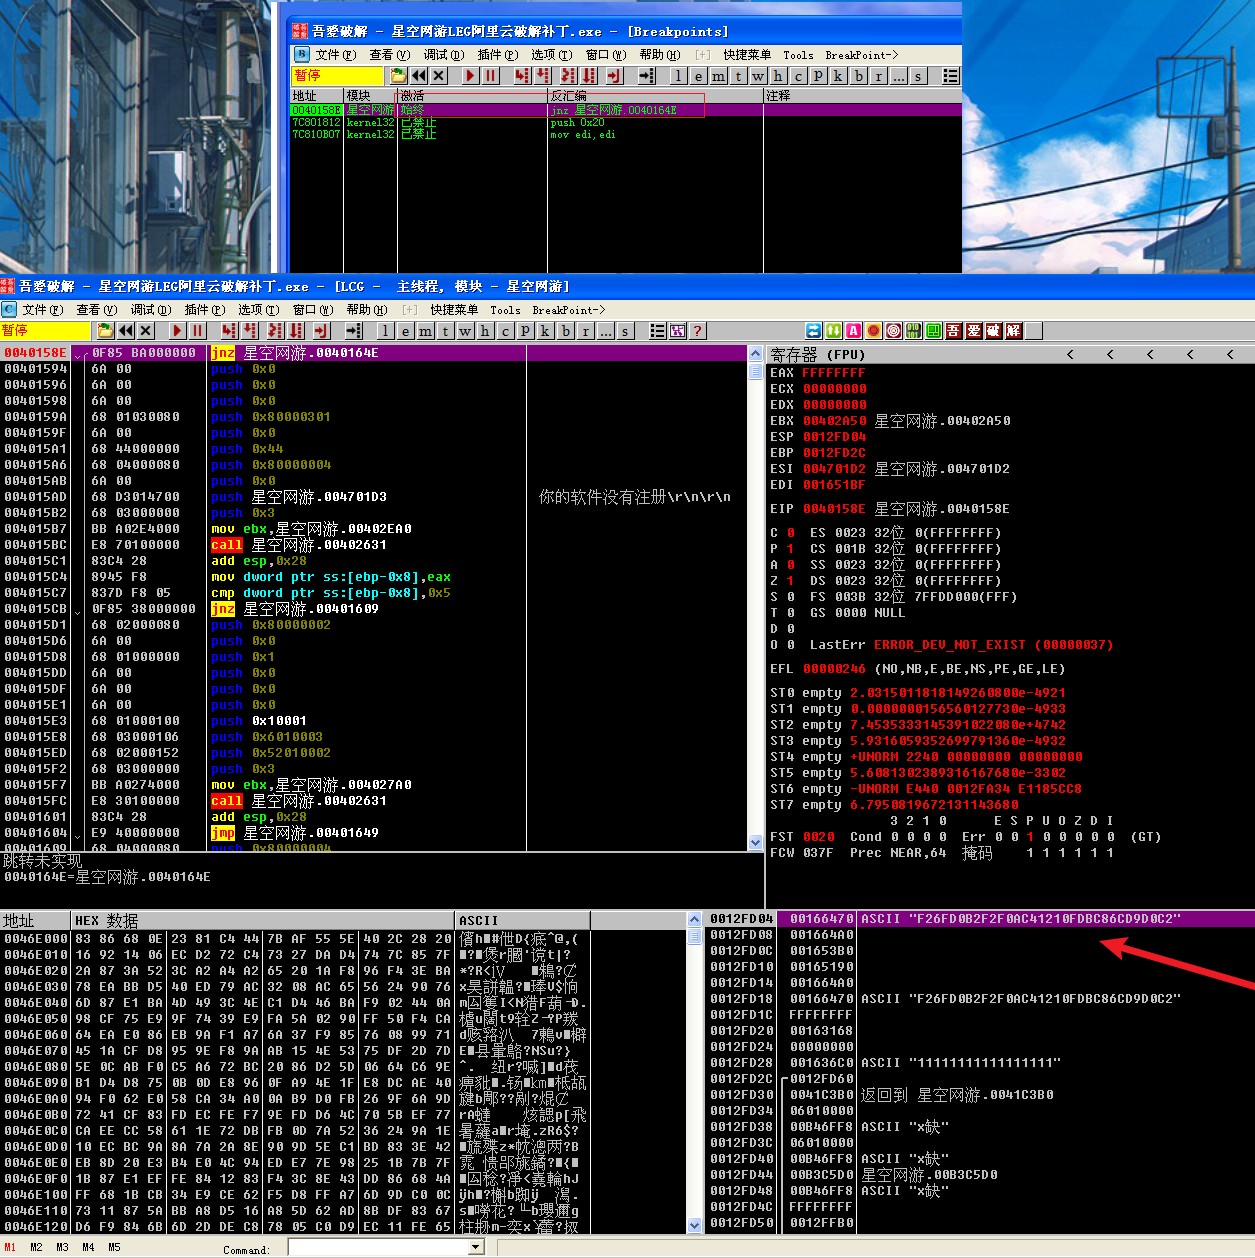 吾爱破解 - 星空网游LEG阿里云破解补丁.exe - [Breakpoints]
文件(F) 查看(V) 调试(D) 插件(P) 选项(T) 窗口(W) 帮助(H) [+] 快捷菜单 Tools BreakPoint->
暂停 l e m t w h c p k b r ... s
地址 模块 激活 反汇编 注释
0040158E 星空网游 始终 jnz 星空网游.0040164E
7C801812 kernel32 已禁止 push 0x20
7C810B07 kernel32 已禁止 mov edi,edi
吾爱破解 - 星空网游LEG阿里云破解补丁.exe - [LCG - 主线程, 模块 - 星空网游]
文件(F) 查看(V) 调试(D) 插件(P) 选项(T) 窗口(W) 帮助(H) [+] 快捷菜单 Tools BreakPoint->
暂停 l e m t w h c p k b r ... s ? 吾 爱 破 解
0040158E 0F85 BA000000 jnz 星空网游.0040164E
00401594 6A 00 push 0x0
00401596 6A 00 push 0x0
00401598 6A 00 push 0x0
0040159A 68 01030080 push 0x80000301
0040159F 6A 00 push 0x0
004015A1 68 44000000 push 0x44
004015A6 68 04000080 push 0x80000004
004015AB 6A 00 push 0x0
004015AD 68 D3014700 push 星空网游.004701D3 你的软件没有注册\r\n\r\n
004015B2 68 03000000 push 0x3
004015B7 BB A02E4000 mov ebx,星空网游.00402EA0
004015BC E8 70100000 call 星空网游.00402631
004015C1 83C4 28 add esp,0x28
004015C4 8945 F8 mov dword ptr ss:[ebp-0x8],eax
004015C7 837D F8 05 cmp dword ptr ss:[ebp-0x8],0x5
004015CB 0F85 38000000 jnz 星空网游.00401609
004015D1 68 02000080 push 0x80000002
004015D6 6A 00 push 0x0
004015D8 68 01000000 push 0x1
004015DD 6A 00 push 0x0
004015DF 6A 00 push 0x0
004015E1 6A 00 push 0x0
004015E3 68 01000100 push 0x10001
004015E8 68 03000106 push 0x6010003
004015ED 68 02000152 push 0x52010002
004015F2 68 03000000 push 0x3
004015F7 BB A0274000 mov ebx,星空网游.004027A0
004015FC E8 30100000 call 星空网游.00402631
00401601 83C4 28 add esp,0x28
00401604 E9 40000000 jmp 星空网游.00401649
00401609 68 04000080 push 0x80000004
跳转未实现
0040164E=星空网游.0040164E
寄存器 (FPU) < < < < <
EAX FFFFFFFF
ECX 00000000
EDX 00000000
EBX 00402A50 星空网游.00402A50
ESP 0012FD04
EBP 0012FD2C
ESI 004701D2 星空网游.004701D2
EDI 001651BF
EIP 0040158E 星空网游.0040158E
C 0 ES 0023 32位 0(FFFFFFFF)
P 1 CS 001B 32位 0(FFFFFFFF)
A 0 SS 0023 32位 0(FFFFFFFF)
Z 1 DS 0023 32位 0(FFFFFFFF)
S 0 FS 003B 32位 7FFDD000(FFF)
T 0 GS 0000 NULL
D 0
O 0 LastErr ERROR_DEV_NOT_EXIST (00000037)
EFL 00000246 (NO,NB,E,BE,NS,PE,GE,LE)
ST0 empty 2.0315011818149260800e-4921
ST1 empty 0.0000000156560127730e-4933
ST2 empty 7.4535333145391022080e+4742
ST3 empty 5.9316059352699791360e-4932
ST4 empty +UNORM 2240 00000000 00000000
ST5 empty 5.6081302389316167680e-3302
ST6 empty -UNORM E440 0012FA34 E1185CC8
ST7 empty 6.7950819672131143680
3 2 1 0 E S P U O Z D I
FST 0020 Cond 0 0 0 0 Err 0 0 1 0 0 0 0 0 (GT)
FCW 037F Prec NEAR,64 掩码 1 1 1 1 1 1
地址 HEX 数据 ASCII
0046E000 83 86 68 0E 23 81 C4 44 7B AF 55 5E 40 2C 28 20
0046E010 16 92 14 06 EC D2 72 C4 73 27 DA D4 74 7C 85 7F
0046E020 2A 87 3A 52 3C A2 A4 A2 65 20 1A F8 96 F4 3E BA
0046E030 78 EA BB D5 40 ED 79 AC 32 08 AC 65 56 24 90 76
0046E040 6D 87 E1 BA 4D 49 3C 4E C1 D4 46 BA F9 02 44 0A
0046E050 98 CF 75 E9 9F 74 39 E9 FA 5A 02 90 FF 50 F4 CA
0046E060 64 EA E0 86 EB 9A F1 A7 6A 37 F9 85 76 08 99 71
0046E070 45 1A CF D8 95 9E F8 9A AB 15 4E 53 75 DF 2D 7D
0046E080 5E 0C AB F0 C5 A6 72 BC 20 86 D2 5D 06 64 C6 9E
0046E090 B1 D4 D8 75 0B 0D E8 96 0F A9 4E 1F E8 DC AE 40
0046E0A0 94 F0 62 E0 58 CA 34 A0 0A B9 D0 FB 26 9F 6A 9D
0046E0B0 72 41 CF 83 FD EC FE F7 9E FD D6 4C 70 5B EF 77
0046E0C0 CA EE CC 58 61 1E 72 DB FB 0D 7A 52 36 24 9A 1E
0046E0D0 10 EC BC 9A 8A 7A 2A 8E 90 9D 5E C1 BD 83 3E 42
0046E0E0 EB 8D 20 E3 B4 E0 4C 94 ED E7 7E 98 25 1B 7B 7F
0046E0F0 1B 87 E1 EF FE 84 12 83 F4 3C 8E 43 DD 86 68 4A
0046E100 FF 68 1B CB 34 E9 CE 62 F5 D8 FF A7 6D 9D C0 0C
0046E110 73 11 87 5A BB A8 D5 16 A8 5D 62 AD 8B DF 83 67
0046E120 D6 F9 84 6B 6D 2D DE C8 78 05 C0 D9 EC 11 FE 65
0012FD04 00166470 ASCII "F26FD0B2F2F0AC41210FDBC86CD9D0C2"
0012FD08 001664A0
0012FD0C 001653B0
0012FD10 00165190
0012FD14 001664A0
0012FD18 00166470 ASCII "F26FD0B2F2F0AC41210FDBC86CD9D0C2"
0012FD1C FFFFFFFF
0012FD20 00163168
0012FD24 00000000
0012FD28 001636C0 ASCII "11111111111111111"
0012FD2C 0012FD60
0012FD30 0041C3B0 返回到 星空网游.0041C3B0
0012FD34 06010000
0012FD38 00B46FF8 ASCII "x缺"
0012FD3C 06010000
0012FD40 00B46FF8 ASCII "x缺"
0012FD44 00B3C5D0 星空网游.00B3C5D0
0012FD48 00B46FF8 ASCII "x缺"
0012FD4C FFFFFFFF
0012FD50 0012FFB0
M1 M2 M3 M4 M5 Command: